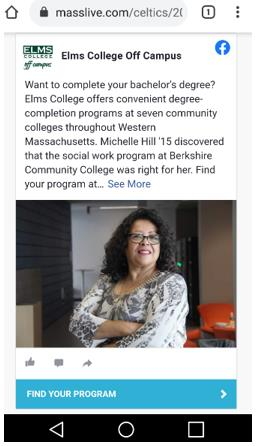 masslive.com/celtics/20
1
ELMS
COLLEGE
off campus
Elms College Off Campus
Want to complete your bachelor's degree?
Elms College offers convenient degree-
completion programs at seven community
colleges throughout Western
Massachusetts. Michelle Hill '15 discovered
that the social work program at Berkshire
Community College was right for her. Find
your program at... See More
FIND YOUR PROGRAM